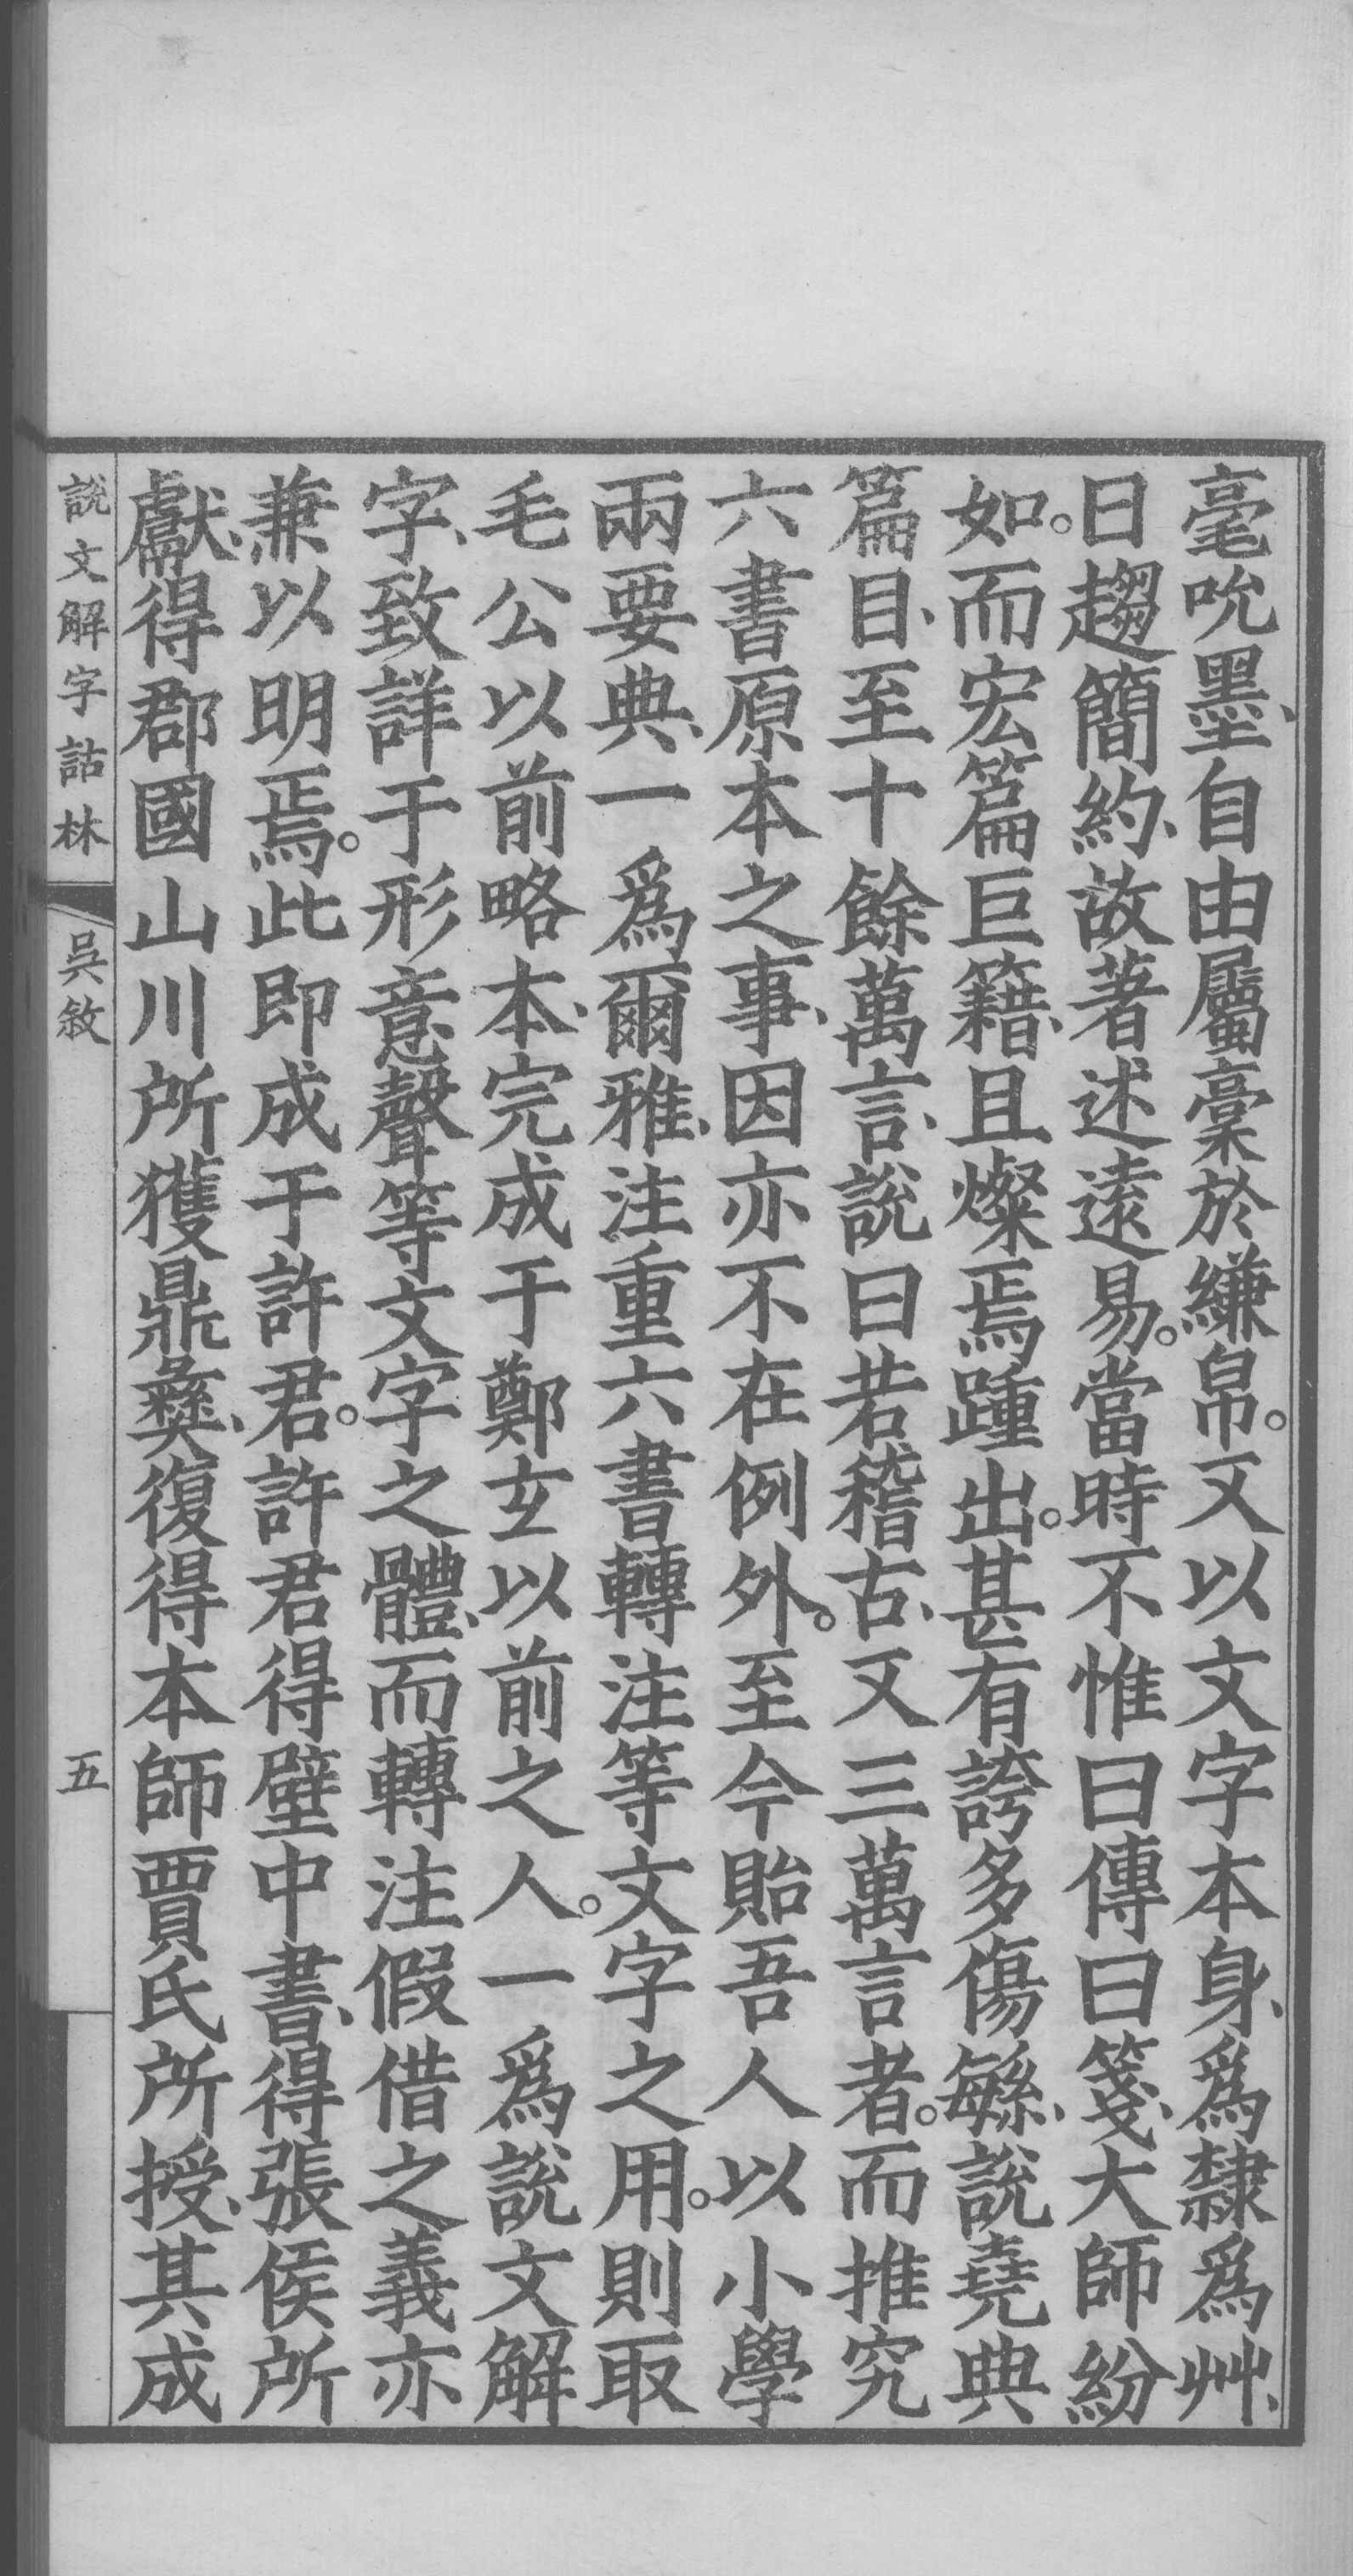 毫吮墨、自由屬稾於縑帛。又以文字本身、爲隸爲艸、
日趨簡約、故著述遠易。當時不惟曰傳曰箋、大師紛
如。而宏篇巨籍、且燦焉踵出。甚有誇多傷緐、說堯典
篇目、至十餘萬言、說曰若稽古、又三萬言者。而推究
六書原本之事、因亦不在例外。至今貽吾人以小學
兩要典、一爲爾雅、注重六書轉注等文字之用。則取
毛公以前略本、完成于鄭玄以前之人。一爲說文解
字、致詳于形意聲等文字之體、而轉注假借之義亦
兼以明焉。此即成于許君。許君得壁中書、得張侯所
獻、得郡國山川所獲鼎彝、復得本師賈氏所授、其成
說文解字詁林
吳敘
五